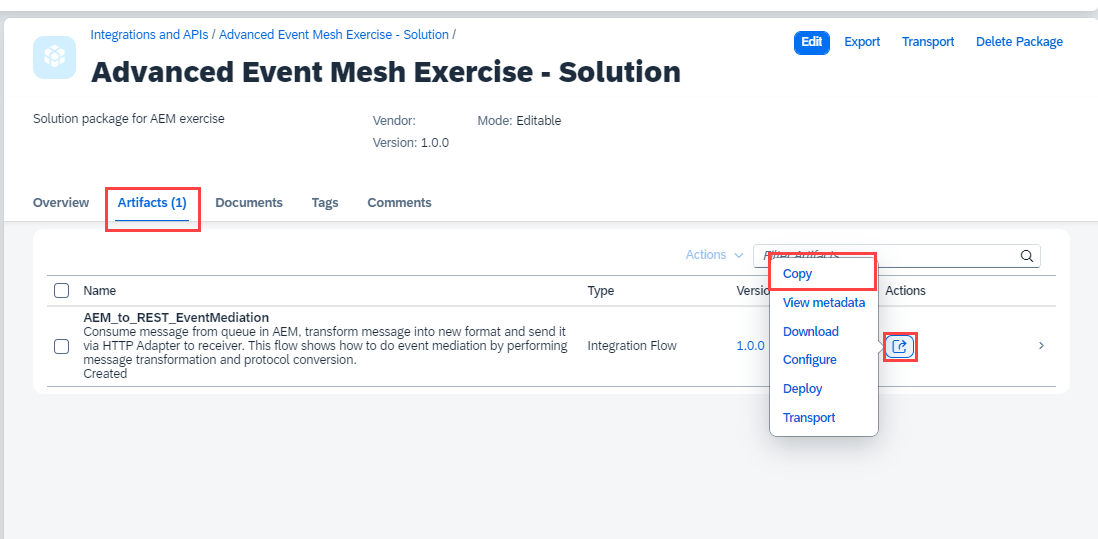 Integrations and APIs / Advanced Event Mesh Exercise - Solution /
Edit Export Transport Delete Package
Advanced Event Mesh Exercise - Solution
Solution package for AEM exercise
Vendor: Mode: Editable
Version: 1.0.0
Overview Artifacts (1) Documents Tags Comments
Actions Filter Artifacts
Copy
View metadata
Download
Configure
Deploy
Transport
Name Type Versio Actions
AEM_to_REST_EventMediation
Consume message from queue in AEM, transform message into new format and send it
via HTTP Adapter to receiver. This flow shows how to do event mediation by performing
message transformation and protocol conversion.
Created
Integration Flow 1.0.0